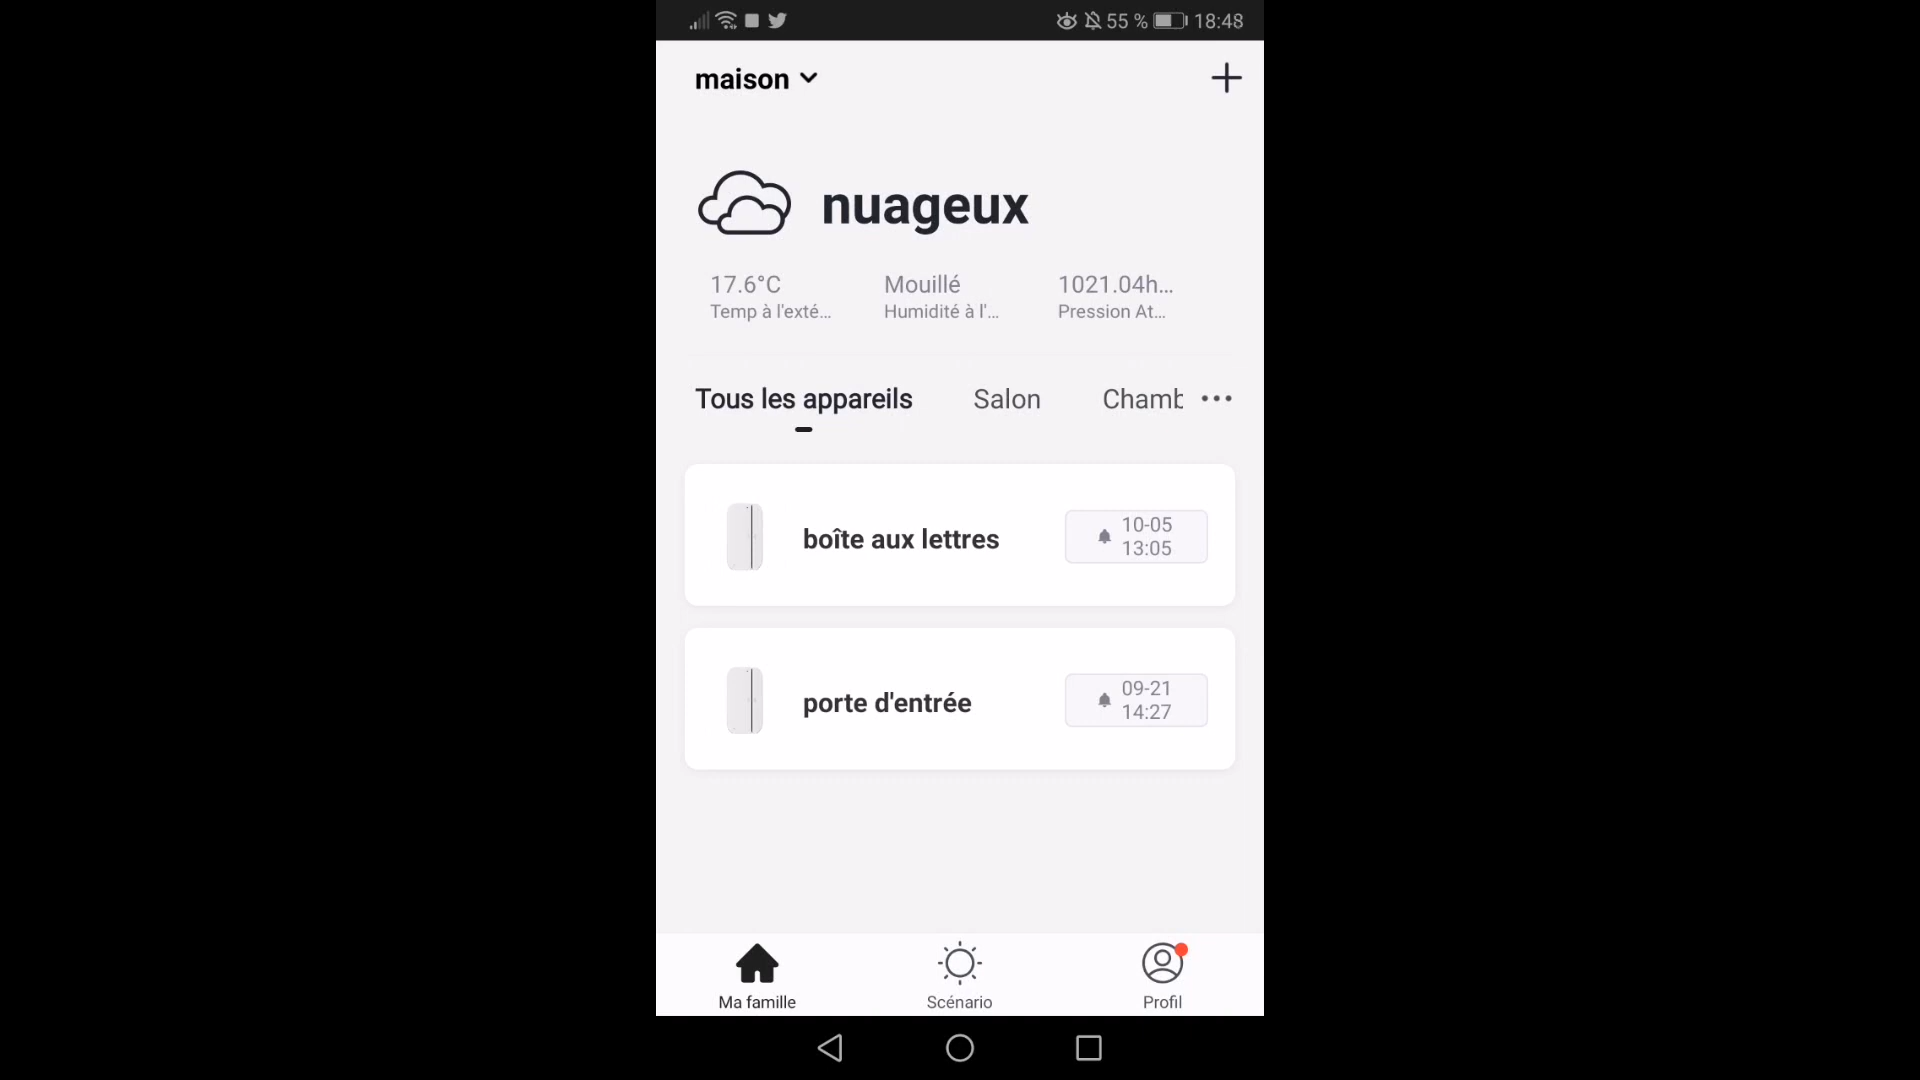 55 % 18:48
maison
nuageux
17.6°C Mouillé 1021.04h...
Temp à l'exté... Humidité à l'... Pression At...
Tous les appareils Salon Chamb
boîte aux lettres
10-05
13:05
porte d'entrée
09-21
14:27
Ma famille Scénario Profil